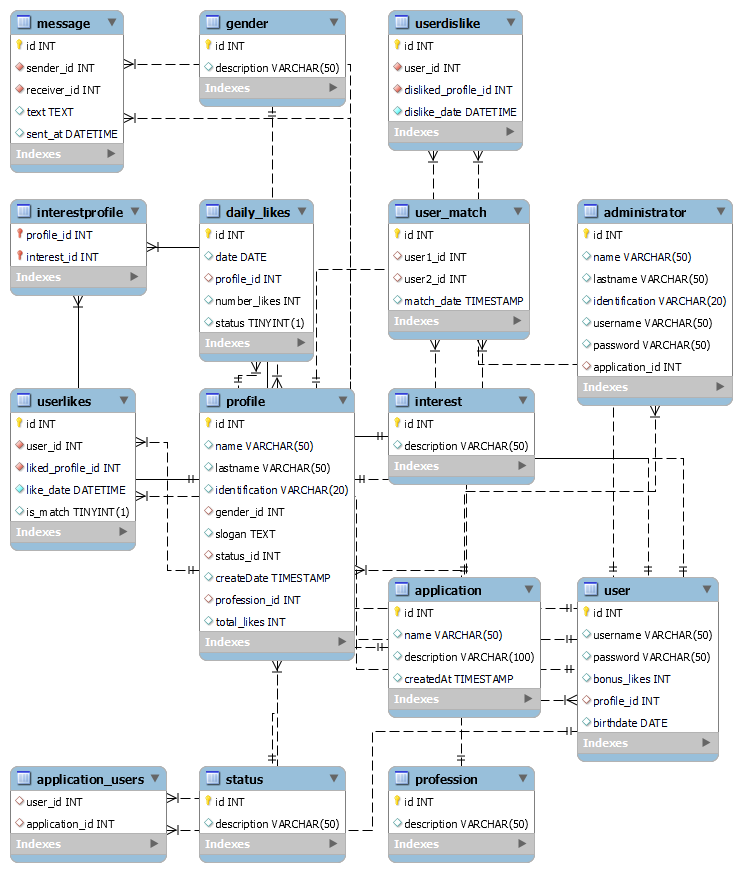 message
id INT
sender_id INT
receiver_id INT
text TEXT
sent_at DATETIME
Indexes
gender
id INT
description VARCHAR(50)
Indexes
userdislike
id INT
user_id INT
disliked_profile_id INT
dislike_date DATETIME
Indexes
interestprofile
profile_id INT
interest_id INT
Indexes
daily_likes
id INT
date DATE
profile_id INT
number_likes INT
status TINYINT(1)
Indexes
user_match
id INT
user1_id INT
user2_id INT
match_date TIMESTAMP
Indexes
administrator
id INT
name VARCHAR(50)
lastname VARCHAR(50)
identification VARCHAR(20)
username VARCHAR(50)
password VARCHAR(50)
application_id INT
Indexes
userlikes
id INT
user_id INT
liked_profile_id INT
like_date DATETIME
is_match TINYINT(1)
Indexes
profile
id INT
name VARCHAR(50)
lastname VARCHAR(50)
identification VARCHAR(20)
gender_id INT
slogan TEXT
status_id INT
createDate TIMESTAMP
profession_id INT
total_likes INT
Indexes
interest
id INT
description VARCHAR(50)
Indexes
application
id INT
name VARCHAR(50)
description VARCHAR(100)
createdAt TIMESTAMP
Indexes
user
id INT
username VARCHAR(50)
password VARCHAR(50)
bonus_likes INT
profile_id INT
birthdate DATE
Indexes
application_users
user_id INT
application_id INT
Indexes
status
id INT
description VARCHAR(50)
Indexes
profession
id INT
description VARCHAR(50)
Indexes